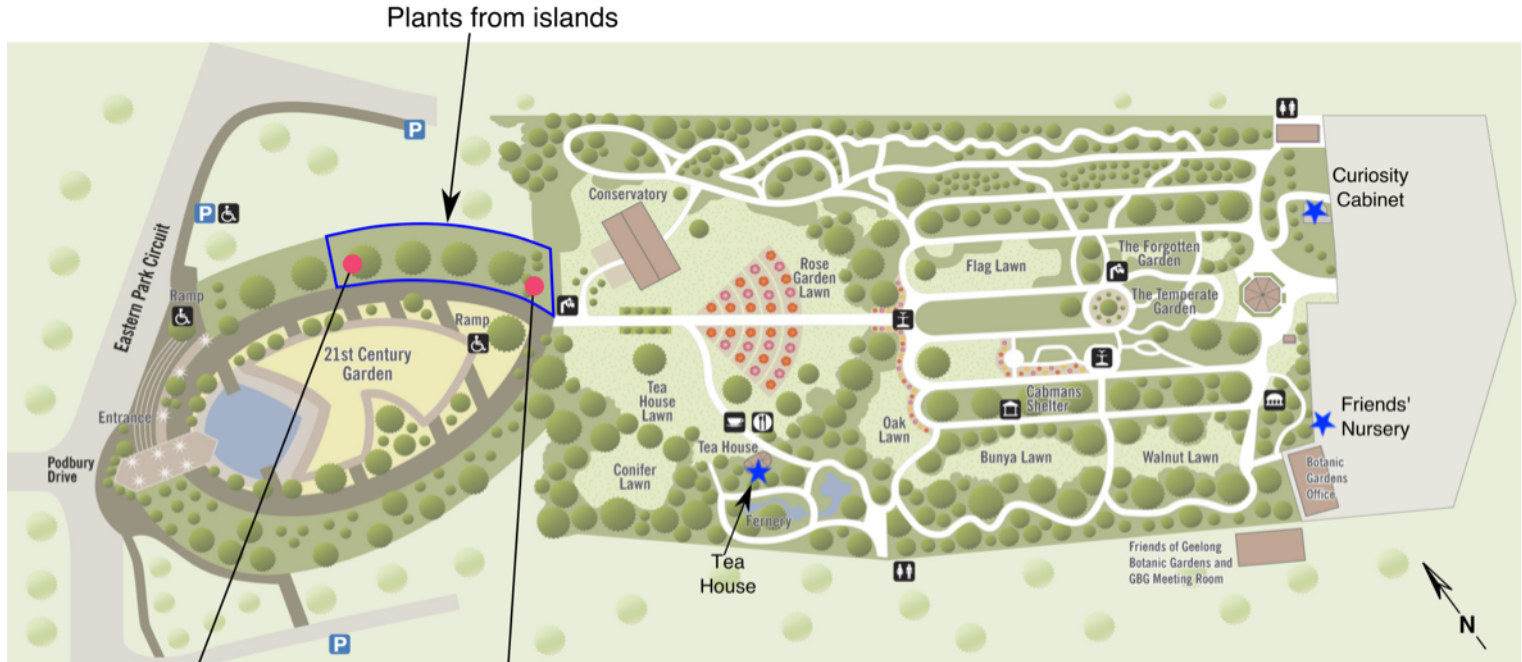 Plants from islands
P
P
Eastern Park Circuit
Ramp
Ramp
21st Century
Garden
Entrance
Podbury
Drive
P
Conservatory
Rose
Garden
Lawn
Tea
House
Lawn
Tea House
Conifer
Lawn
Fernery
Tea
House
Oak
Lawn
Flag Lawn
The Forgotten
Garden
The Temperate
Garden
Cabmans
Shelter
Bunya Lawn
Walnut Lawn
Curiosity
Cabinet
Friends'
Nursery
Botanic
Gardens
Office
Friends of Geelong
Botanic Gardens and
GBG Meeting Room
N